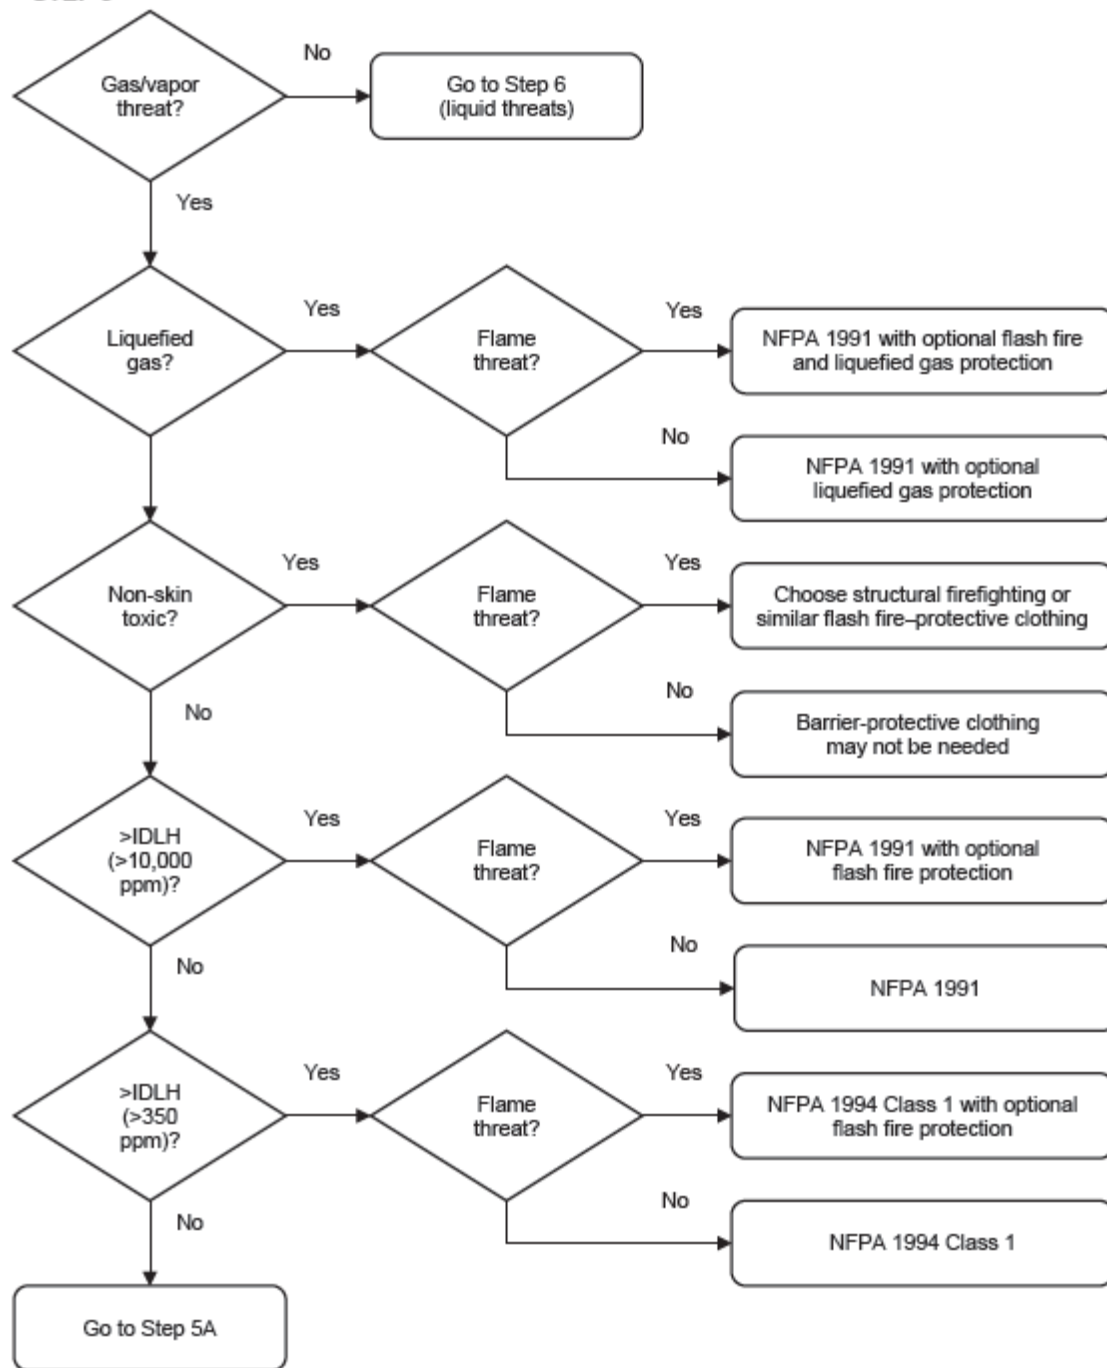 No
Gas/vapor
threat?
Go to Step 6
(liquid threats)
Yes
Yes
Yes
Liquefied
gas?
Flame
threat?
NFPA 1991 with optional flash fire
and liquefied gas protection
No
NFPA 1991 with optional
liquefied gas protection
Yes
Yes
Non-skin
toxic?
Flame
threat?
Choose structural firefighting or
similar flash fire–protective clothing
No
No
Barrier-protective clothing
may not be needed
Yes
Yes
>IDLH
(>10,000
ppm)?
Flame
threat?
NFPA 1991 with optional
flash fire protection
No
No
NFPA 1991
Yes
Yes
>IDLH
(>350
ppm)?
Flame
threat?
NFPA 1994 Class 1 with optional
flash fire protection
No
No
NFPA 1994 Class 1
Go to Step 5A